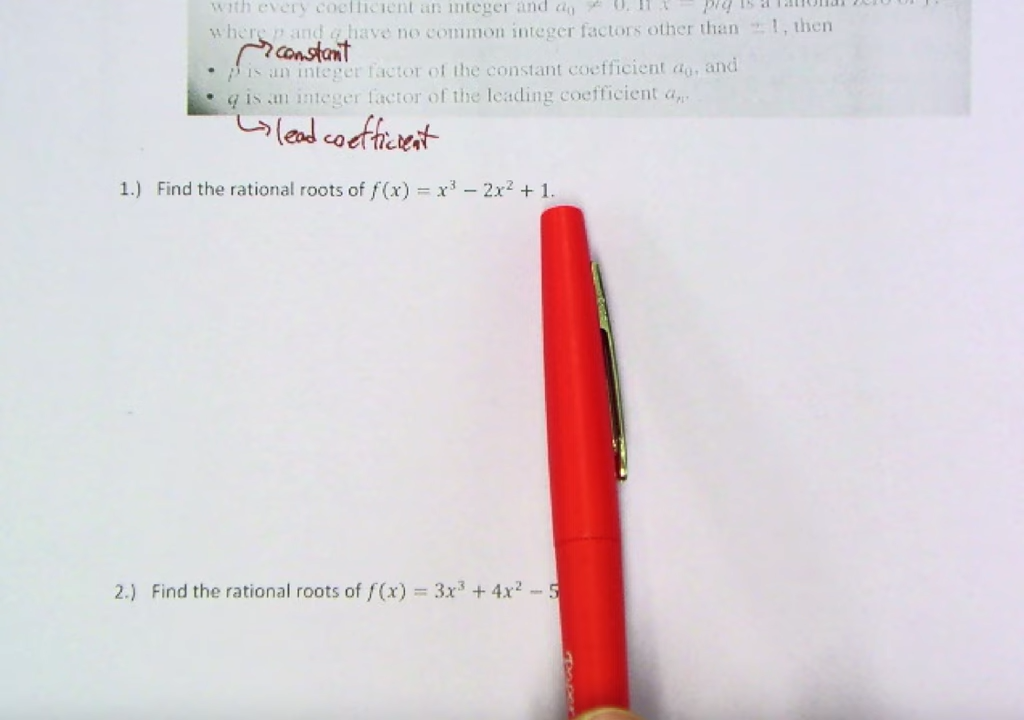 with every coefficient an integer and a₀ ≠ 0. If x = p/q is a rational zero of f,
where p and q have no common integer factors other than ± 1, then
constant
• p is an integer factor of the constant coefficient a₀, and
• q is an integer factor of the leading coefficient aₙ.
lead coefficient
1.) Find the rational roots of f(x) = x³ − 2x² + 1.
2.) Find the rational roots of f(x) = 3x³ + 4x² − 5